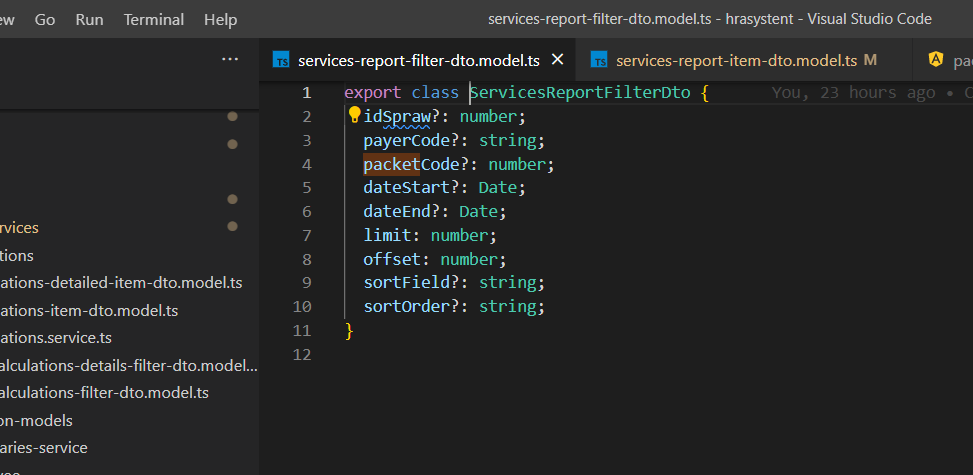 Go Run Terminal Help services-report-filter-dto.model.ts - hrasystent - Visual Studio Code
... TS services-report-filter-dto.model.ts × TS services-report-item-dto.model.ts M A
1 export class ServicesReportFilterDto { You, 23 hours ago •
2 idSpraw?: number;
3 payerCode?: string;
4 packetCode?: number;
5 dateStart?: Date;
6 dateEnd?: Date;
7 limit: number;
8 offset: number;
9 sortField?: string;
10 sortOrder?: string;
11 }
12
rvices
tions
ations-detailed-item-dto.model.ts
ations-item-dto.model.ts
ations.service.ts
alculations-details-filter-dto.model...
alculations-filter-dto.model.ts
on-models
aries-service